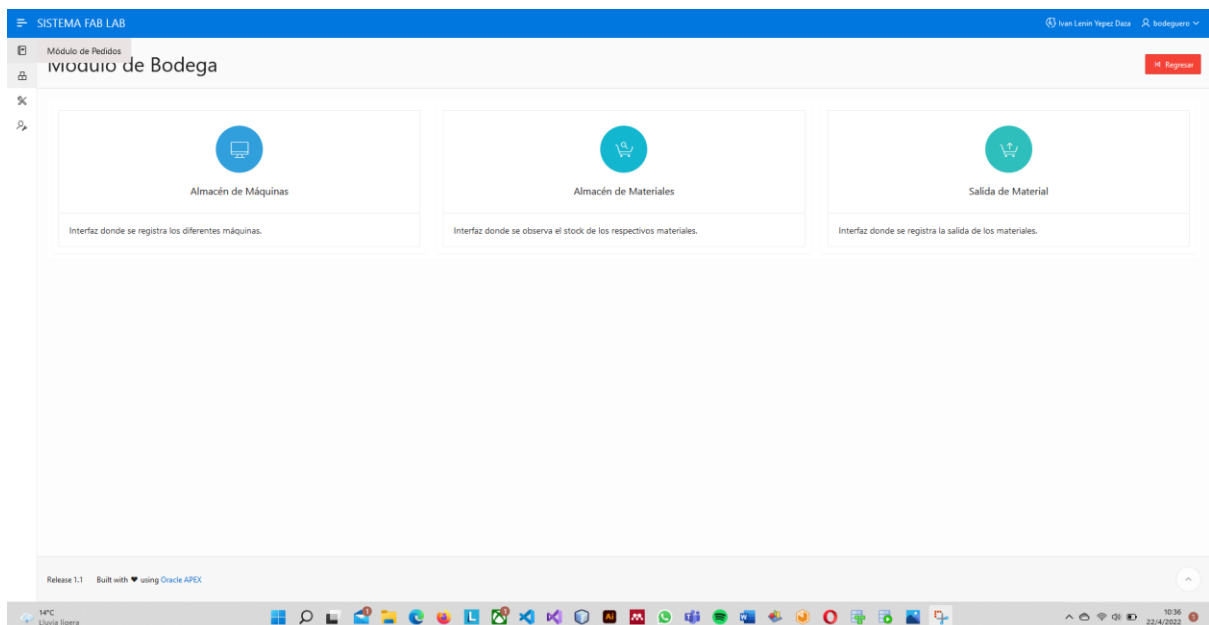 SISTEMA FAB LAB
Ivan Lenin Yepez Daza bodeguero
Módulo de Pedidos
Módulo de Bodega
Regresar
Almacén de Máquinas
Almacén de Materiales
Salida de Material
Interfaz donde se registra los diferentes máquinas.
Interfaz donde se observa el stock de los respectivos materiales.
Interfaz donde se registra la salida de los materiales.
Release 1.1 Built with ♥ using Oracle APEX
14°C
Lluvia ligera
10:36
22/4/2022